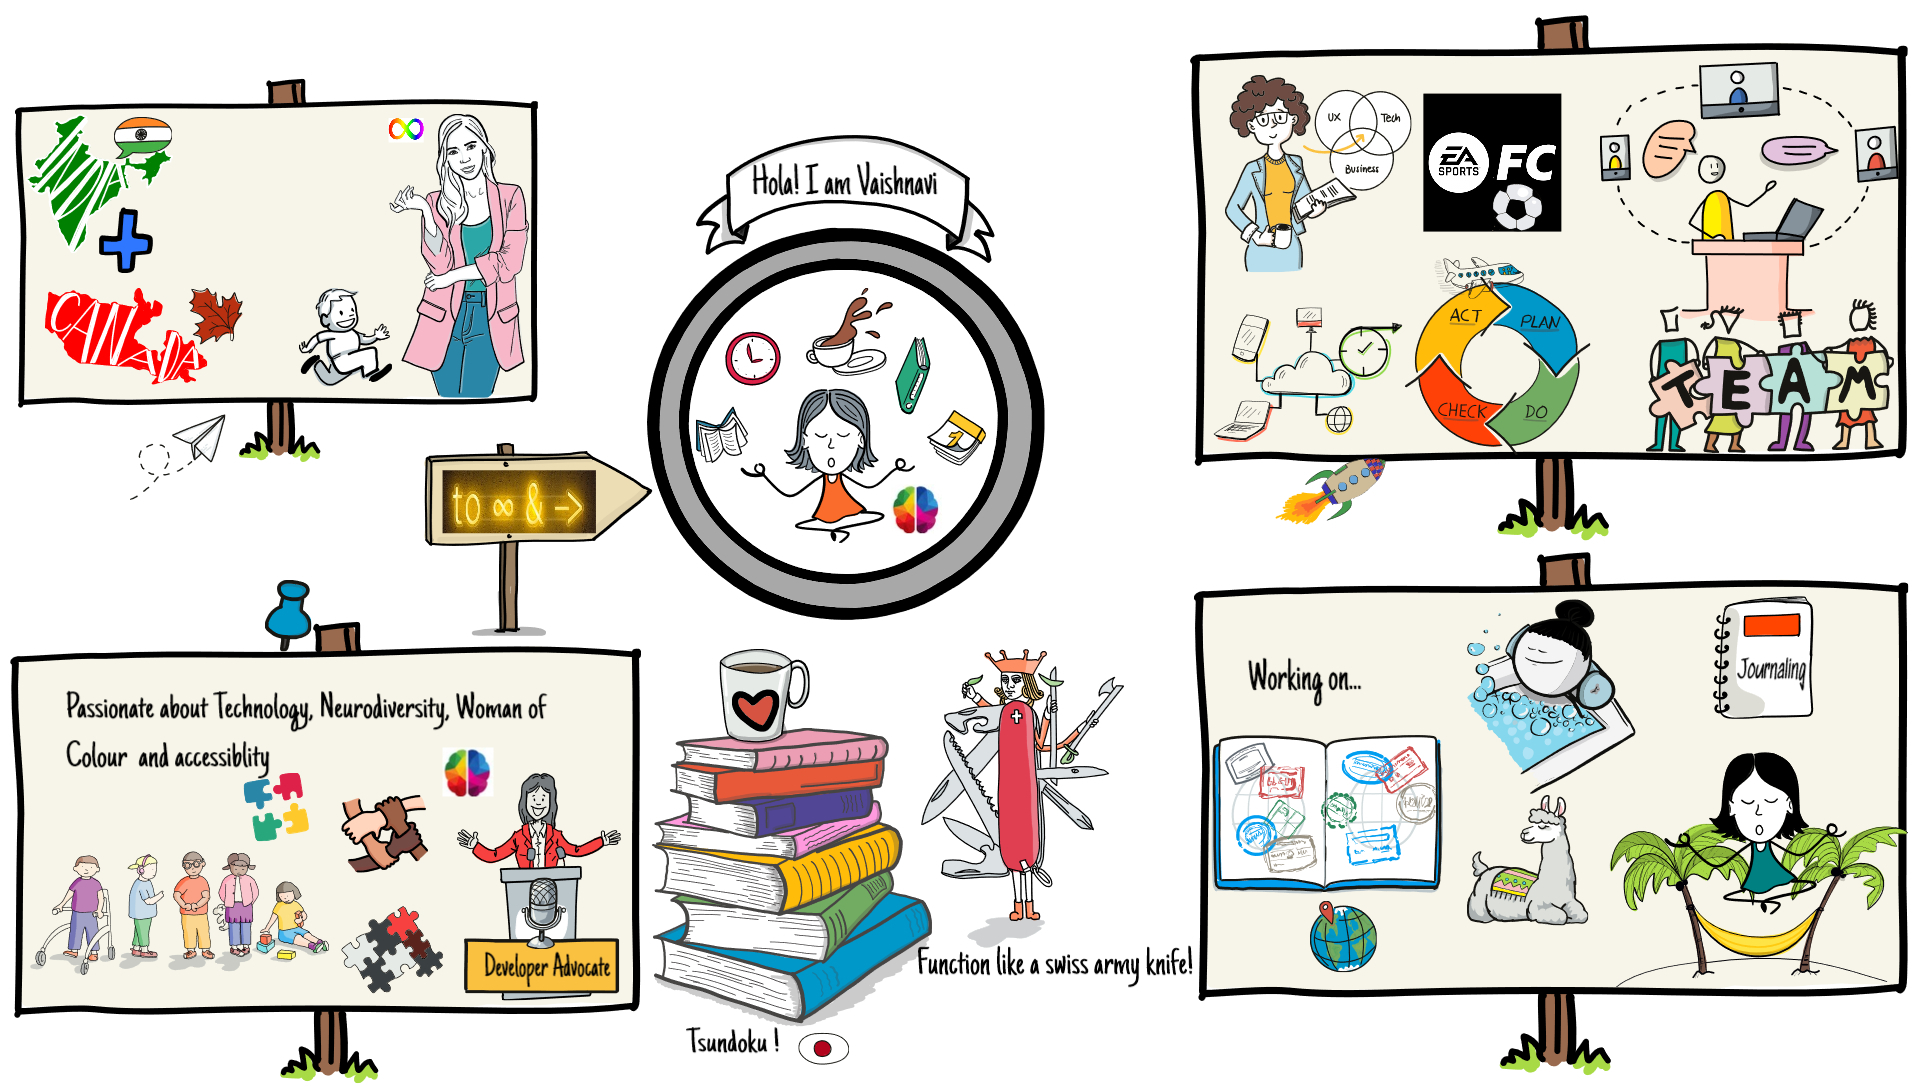 INDIA
CANaDA
Hola! I am Vaishnavi
to ∞ & ->
UX
Tech
Business
EA
SPORTS
FC
ACT
PLAN
CHECK
DO
TEAM
Passionate about Technology, Neurodiversity, Woman of
Colour and accessiblity
Developer Advocate
Tsundoku !
Function like a swiss army knife!
Working on...
Journaling